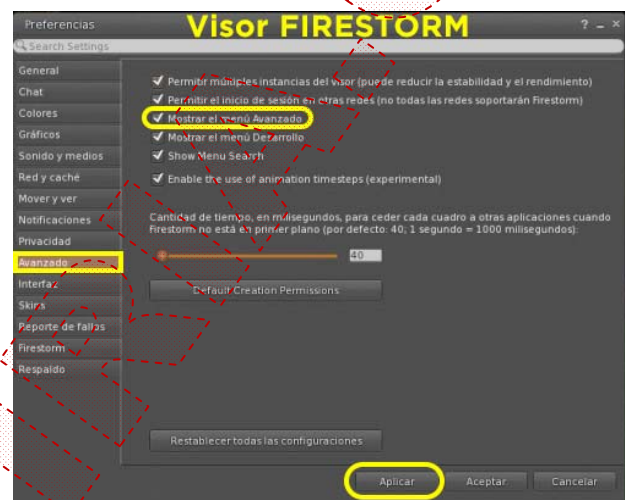 Preferencias
Visor FIRESTORM
? – ×
Search Settings
General
Chat
Colores
Gráficos
Sonido y medios
Red y caché
Mover y ver
Notificaciones
Privacidad
Avanzado
Interfaz
Skins
Reporte de fallos
Firestorm
Respaldo
Permitir múltiples instancias del visor (puede reducir la estabilidad y el rendimiento)
Permitir el inicio de sesión en otras redes (no todas las redes soportarán Firestorm)
Mostrar el menú Avanzado
Mostrar el menú Desarrollo
Show Menu Search
Enable the use of animation timesteps (experimental)
Cantidad de tiempo, en milisegundos, para ceder cada cuadro a otras aplicaciones cuando
Firestorm no está en primer plano (por defecto: 40; 1 segundo = 1000 milisegundos):
40
Default Creation Permissions
Restablecer todas las configuraciones
Aplicar
Aceptar
Cancelar